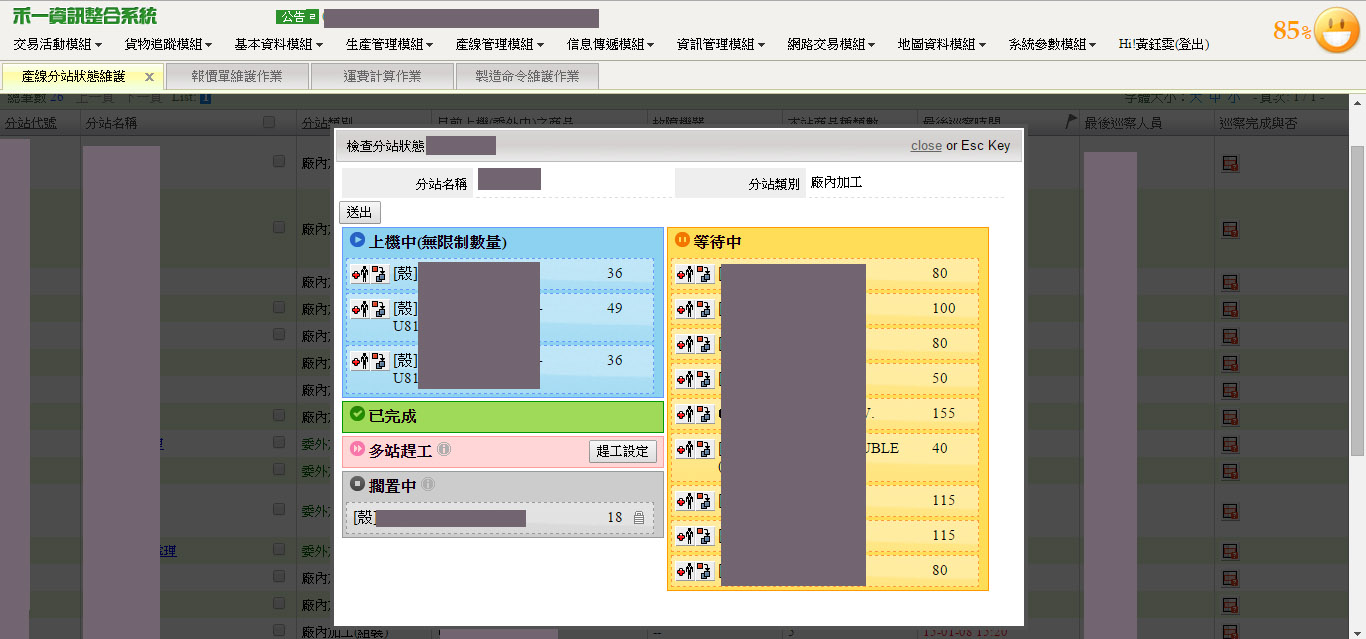 禾一資訊整合系統
公告
85%
交易活動模組 貨物追蹤模組 基本資料模組 生產管理模組 產線管理模組 信息傳遞模組 資訊管理模組 網路交易模組 地圖資料模組 系統參數模組 Hi!黃鈺雯(登出)
產線分站狀態維護 x 報價單維護作業 運費計算作業 製造命令維護作業
總筆數 26 上一頁 下一頁 List: 1 字體大小：大 中 小 - 頁次: 1 / 1 -
分站代號 分站名稱 分站類別 目前上機(委外中)之商品 故障機器 本站商品種類數 最後巡察時間 最後巡察人員 巡察完成與否
檢查分站狀態 close or Esc Key
分站名稱 分站類別 廠內加工
送出
上機中(無限制數量)
[殼] 36
[殼] - 49
U81
[殼] - 36
U81
已完成
多站趕工 趕工設定
擱置中
[殼] 18
等待中
80
100
80
50
V. 155
UBLE 40
(
115
115
80
廠內
廠內
廠內
廠內
廠內
廠內
廠內
廠內
委外
委外
委外
處理 委外
廠內
廠內
廠內加工(組裝) -- 5 15-01-08 15:20